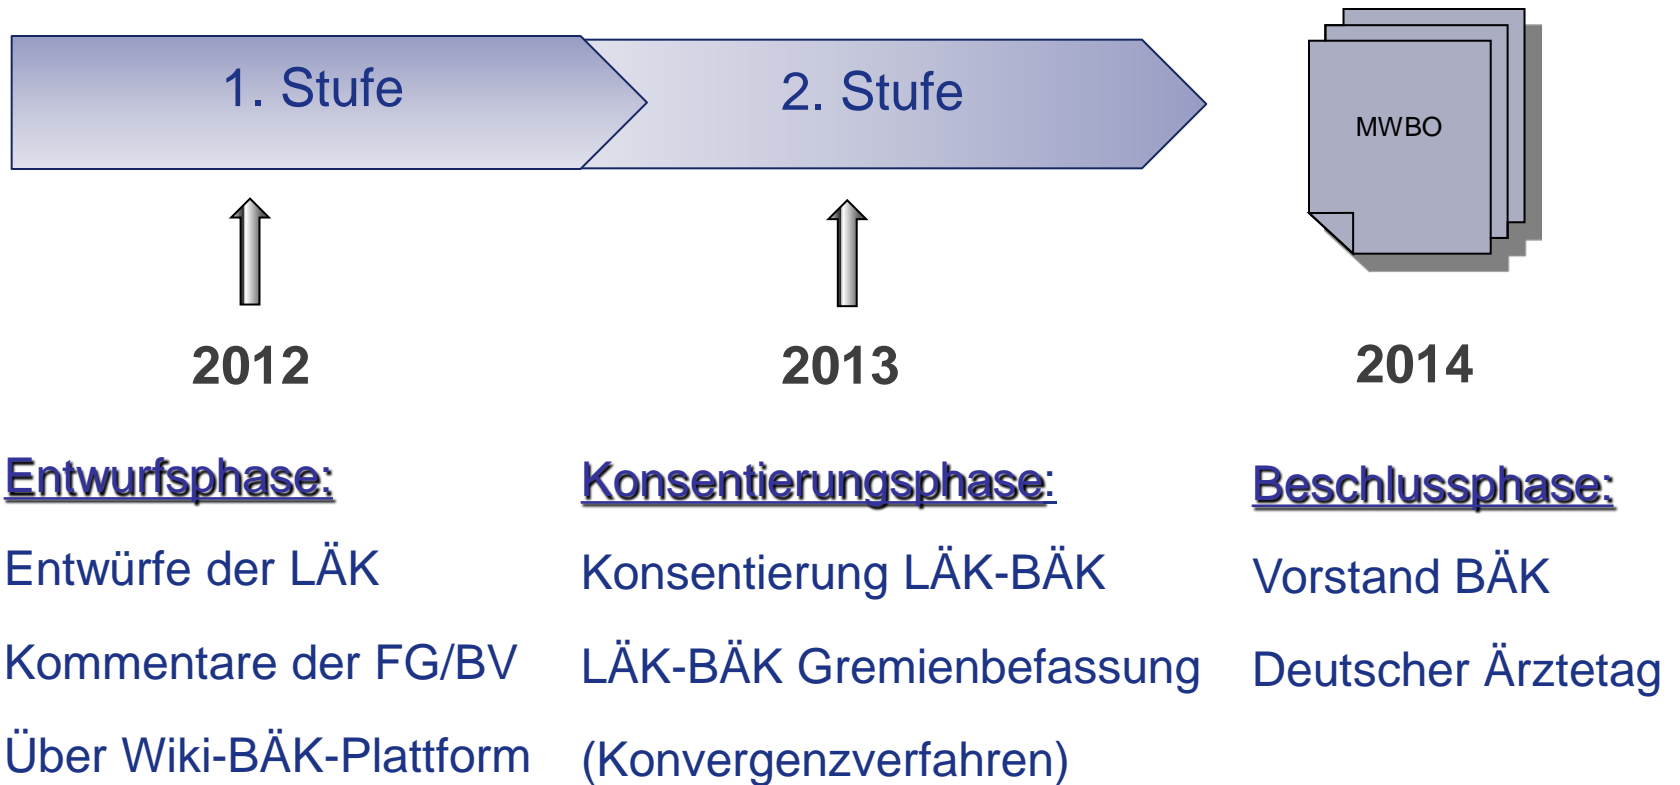 1. Stufe
2. Stufe
MWBO
2012
2013
2014
Entwurfsphase:
Entwürfe der LÄK
Kommentare der FG/BV
Über Wiki-BÄK-Plattform
Konsentierungsphase:
Konsentierung LÄK-BÄK
LÄK-BÄK Gremienbefassung
(Konvergenzverfahren)
Beschlussphase:
Vorstand BÄK
Deutscher Ärztetag